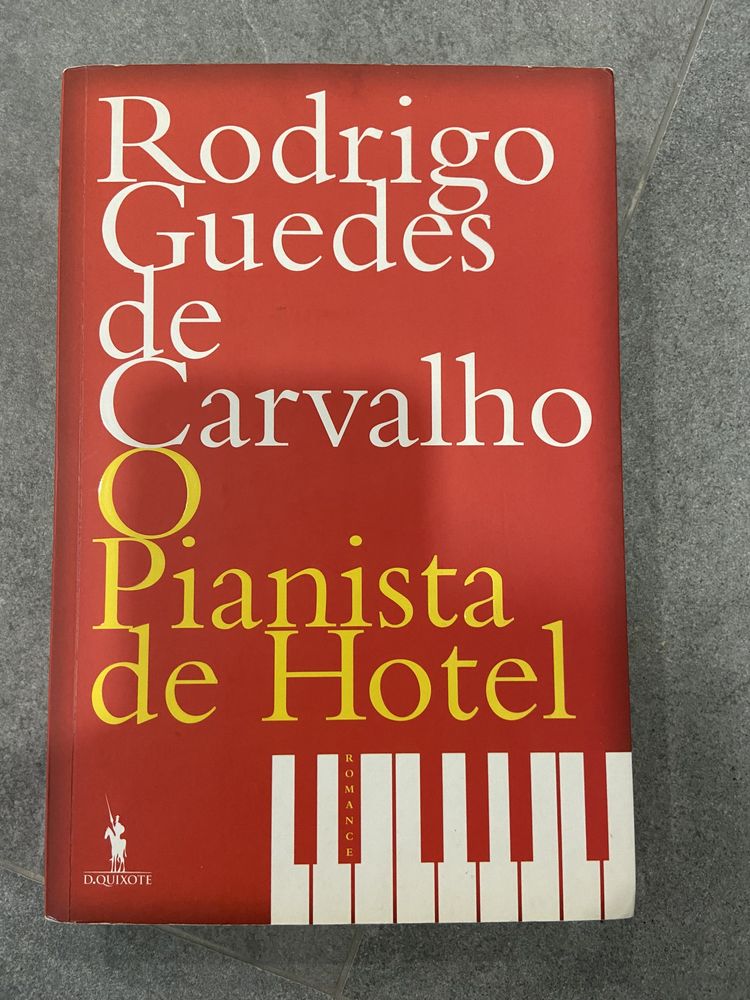 Rodrigo
Guedes
de
Carvalho
O
Pianista
de Hotel
ROMANCE
D.QUIXOTE